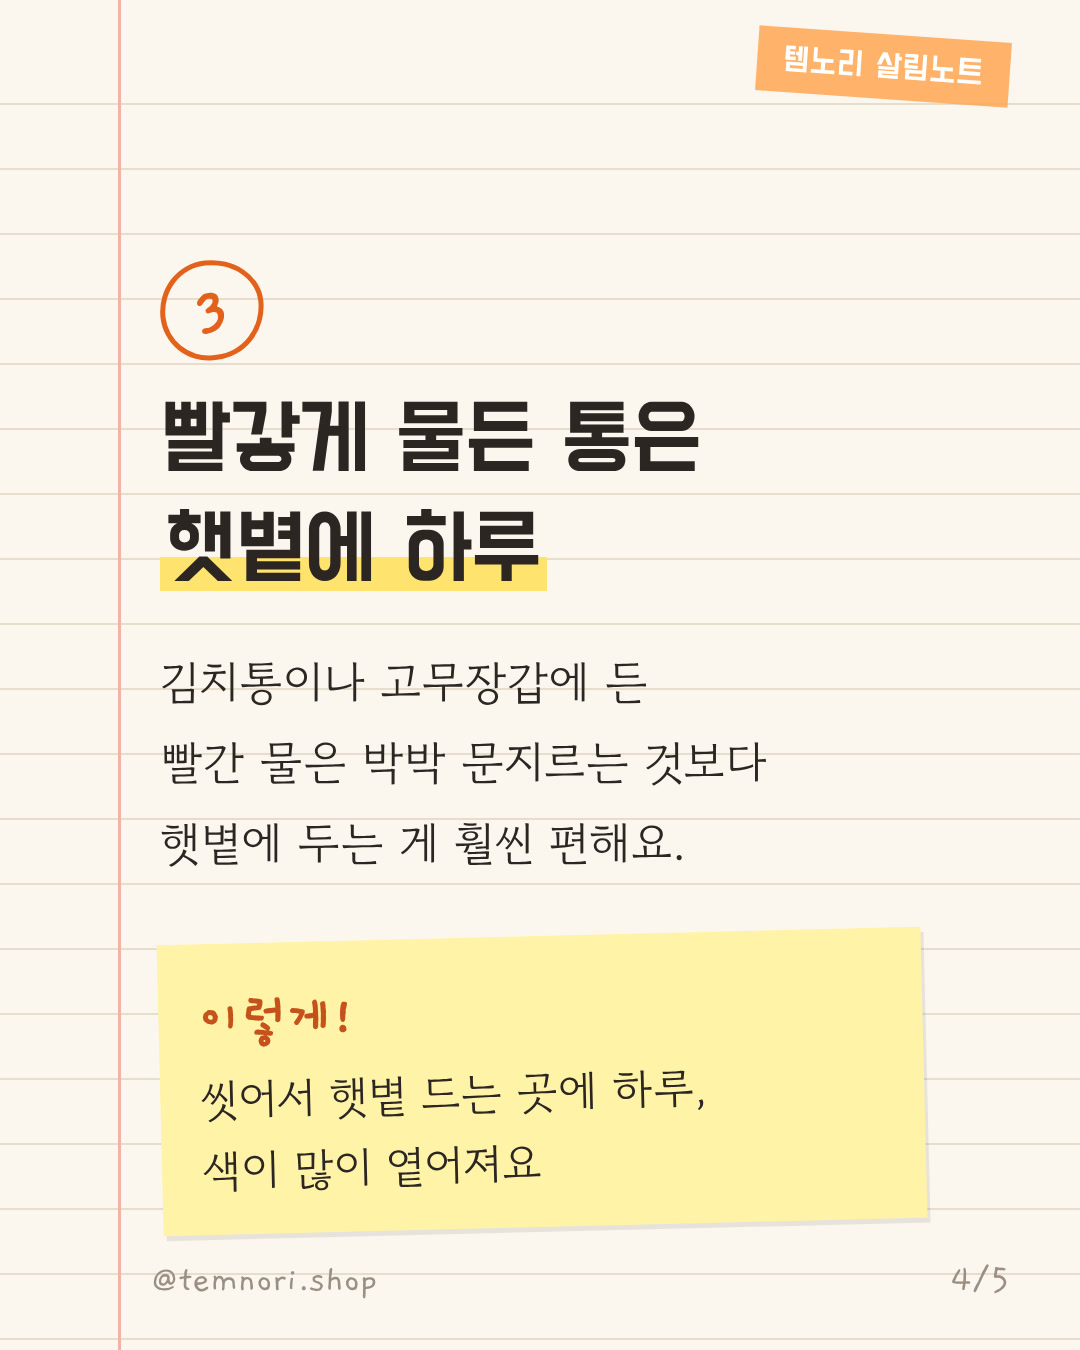 템노리 살림노트
3
빨갛게 물든 통은
햇볕에 하루
김치통이나 고무장갑에 든
빨간 물은 박박 문지르는 것보다
햇볕에 두는 게 훨씬 편해요.
이렇게!
씻어서 햇볕 드는 곳에 하루,
색이 많이 옅어져요
@temnori.shop
4/5